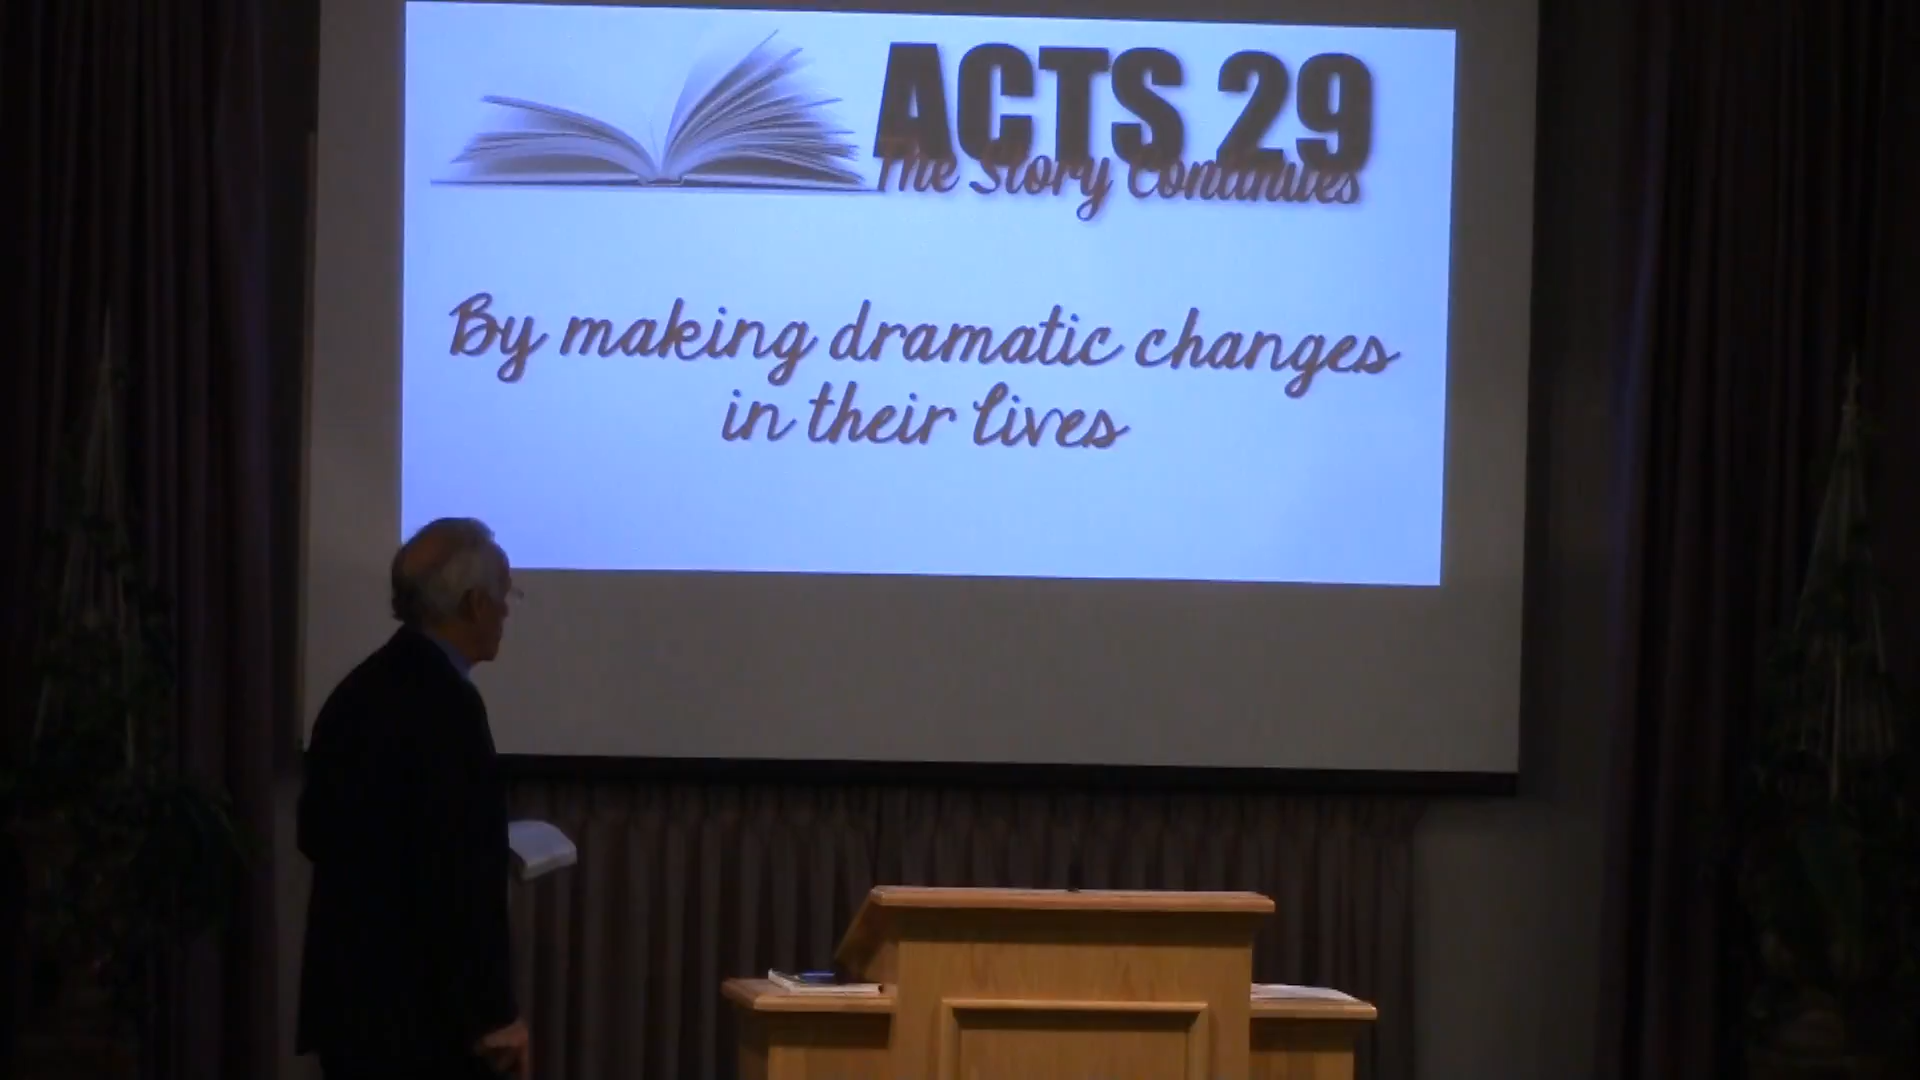 ACTS 29
The Story Continues
By making dramatic changes
in their lives